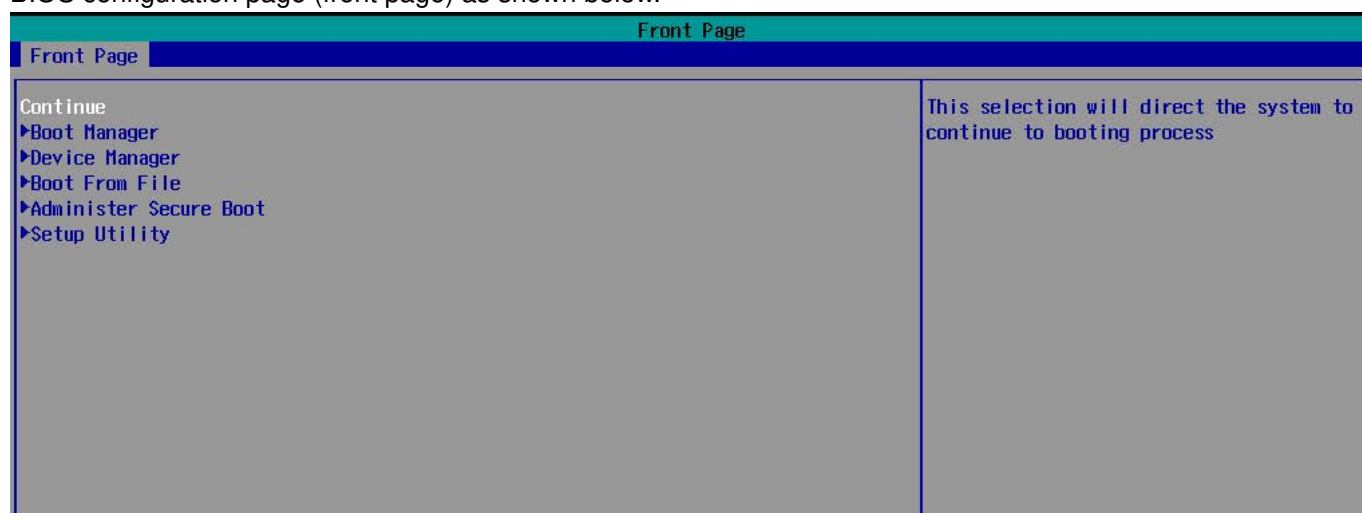 BIOS configuration page (front page) as shown below.
Front Page
Front Page
Continue
▶Boot Manager
▶Device Manager
▶Boot From File
▶Administer Secure Boot
▶Setup Utility
This selection will direct the system to
continue to booting process